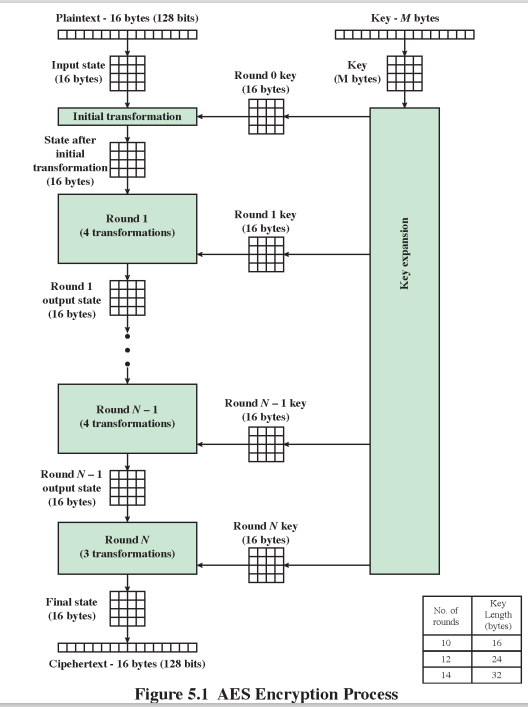 Plaintext - 16 bytes (128 bits)
Key - M bytes
Input state
(16 bytes)
Key
(M bytes)
Round 0 key
(16 bytes)
Initial transformation
State after
initial
transformation
(16 bytes)
Round 1
(4 transformations)
Round 1 key
(16 bytes)
Key expansion
Round 1
output state
(16 bytes)
Round N – 1
(4 transformations)
Round N – 1 key
(16 bytes)
Round N – 1
output state
(16 bytes)
Round N
(3 transformations)
Round N key
(16 bytes)
Final state
(16 bytes)
No. of
rounds
Key
Length
(bytes)
10 16
12 24
14 32
Cipehertext - 16 bytes (128 bits)
Figure 5.1 AES Encryption Process